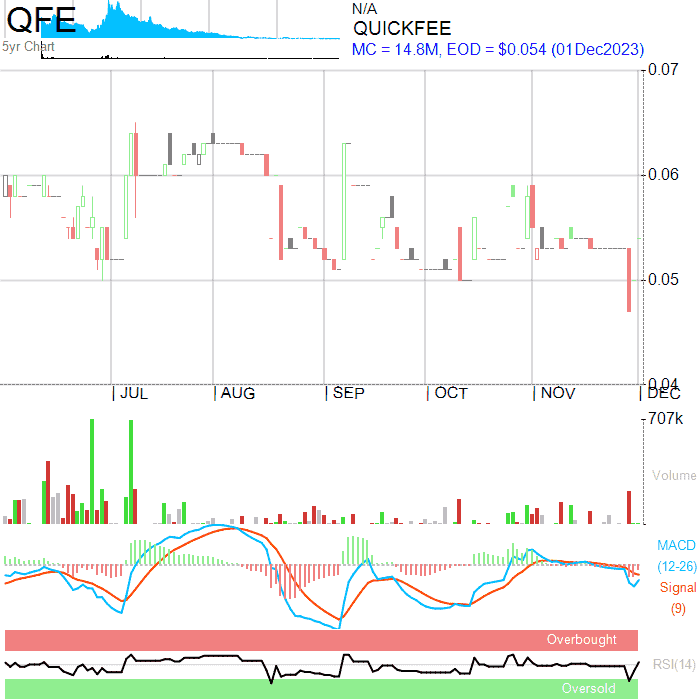 QFE
5yr Chart
N/A
QUICKFEE
MC = 14.8M, EOD = $0.054 (01Dec2023)
0.07
0.06
0.05
0.04
| JUL | AUG | SEP | OCT | NOV | DEC
707k
Volume
MACD
(12-26)
Signal
(9)
Overbought
RSI(14)
Oversold